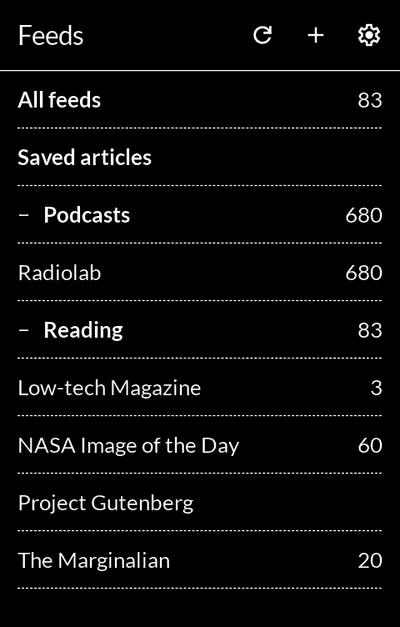 Feeds
All feeds 83
Saved articles
– Podcasts 680
Radiolab 680
– Reading 83
Low-tech Magazine 3
NASA Image of the Day 60
Project Gutenberg
The Marginalian 20